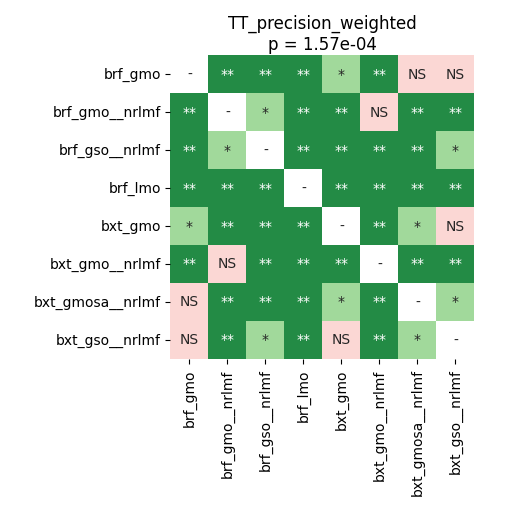 TT_precision_weighted
p = 1.57e-04
brf_gmo - ** ** ** * ** NS NS
brf_gmo__nrlmf ** - * ** ** NS ** **
brf_gso__nrlmf ** * - ** ** ** ** *
brf_lmo ** ** ** - ** ** ** **
bxt_gmo * ** ** ** - ** * NS
bxt_gmo__nrlmf ** NS ** ** ** - ** **
bxt_gmosa__nrlmf NS ** ** ** * ** - *
bxt_gso__nrlmf NS ** * ** NS ** * -
brf_gmo
brf_gmo__nrlmf
brf_gso__nrlmf
brf_lmo
bxt_gmo
bxt_gmo__nrlmf
bxt_gmosa__nrlmf
bxt_gso__nrlmf